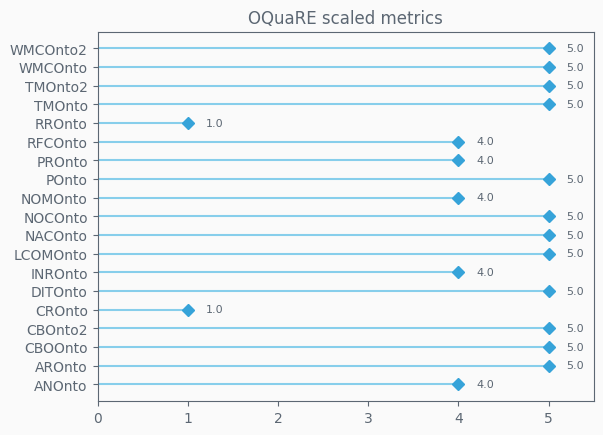 OQuaRE scaled metrics
WMCOnto2 5.0
WMCOnto 5.0
TMOnto2 5.0
TMOnto 5.0
RROnto 1.0
RFCOnto 4.0
PROnto 4.0
POnto 5.0
NOMOnto 4.0
NOCOnto 5.0
NACOnto 5.0
LCOMOnto 5.0
INROnto 4.0
DITOnto 5.0
CROnto 1.0
CBOnto2 5.0
CBOOnto 5.0
AROnto 5.0
ANOnto 4.0
0 1 2 3 4 5